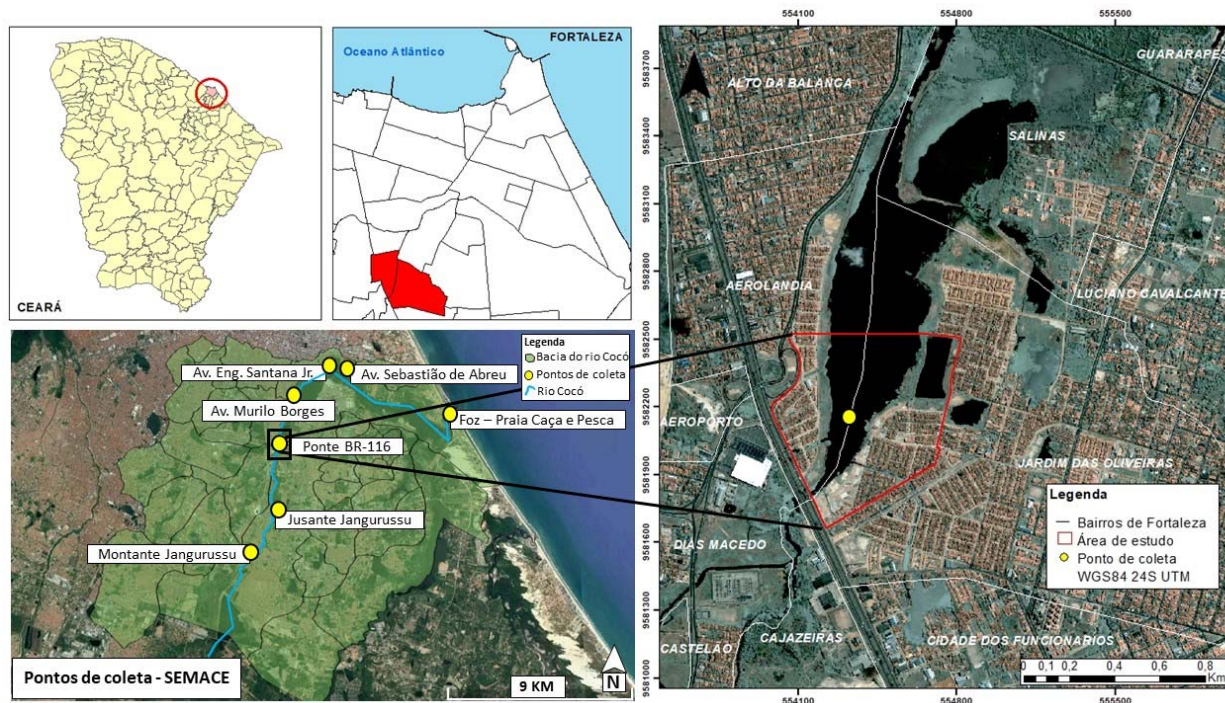 CEARÁ
FORTALEZA
Oceano Atlântico
Legenda
Bacia do rio Cocó
Pontos de coleta
Rio Cocó
Av. Eng. Santana Jr.
Av. Sebastião de Abreu
Av. Murilo Borges
Foz – Praia Caça e Pesca
Ponte BR-116
Jusante Jangurussu
Montante Jangurussu
Pontos de coleta - SEMACE
9 KM
N
554100
554800
555500
9583700
9583400
9583100
9582800
9582500
9582200
9581900
9581600
9581300
9581000
GUARARAPES
ALTO DA BALANÇA
SALINAS
AEROLANDIA
LUCIANO CAVALCANTE
AEROPORTO
JARDIM DAS OLIVEIRAS
DIAS MACEDO
CAJAZEIRAS
CIDADE DOS FUNCIONARIOS
CASTELÃO
Legenda
Bairros de Fortaleza
Área de estudo
Ponto de coleta
WGS84 24S UTM
0 0,1 0,2 0,4 0,6 0,8
Km
554100
554800
555500